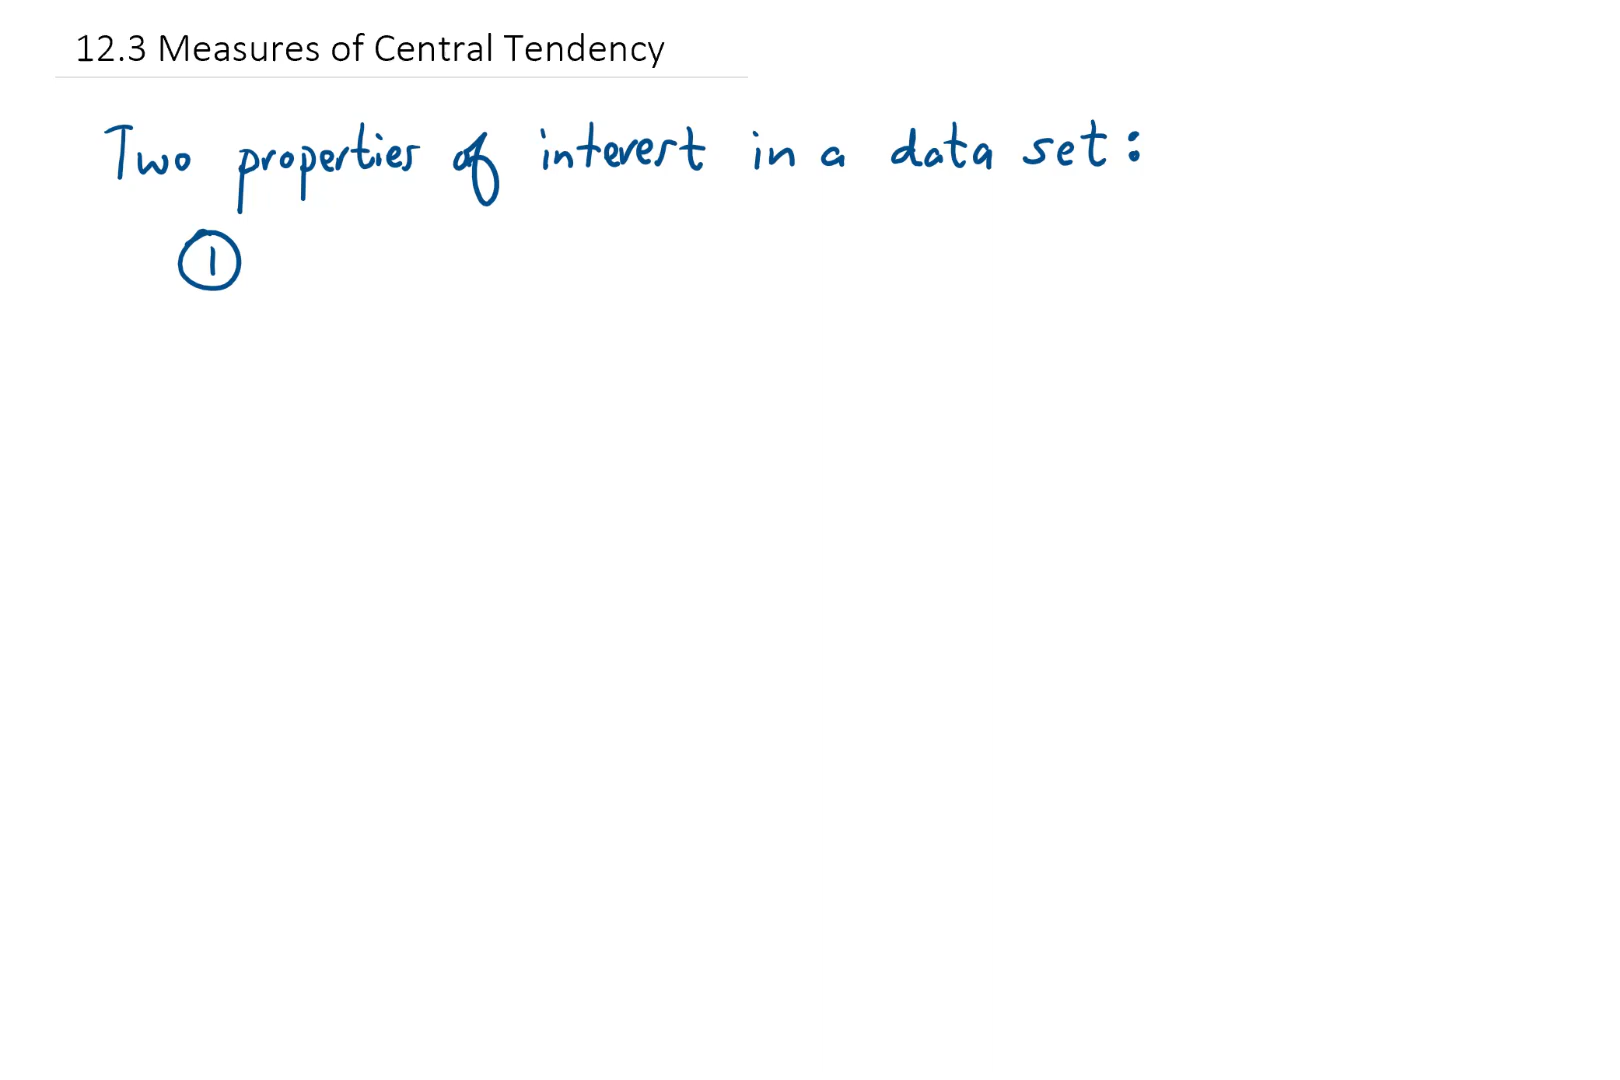 12.3 Measures of Central Tendency
Two properties of interest in a data set:
①